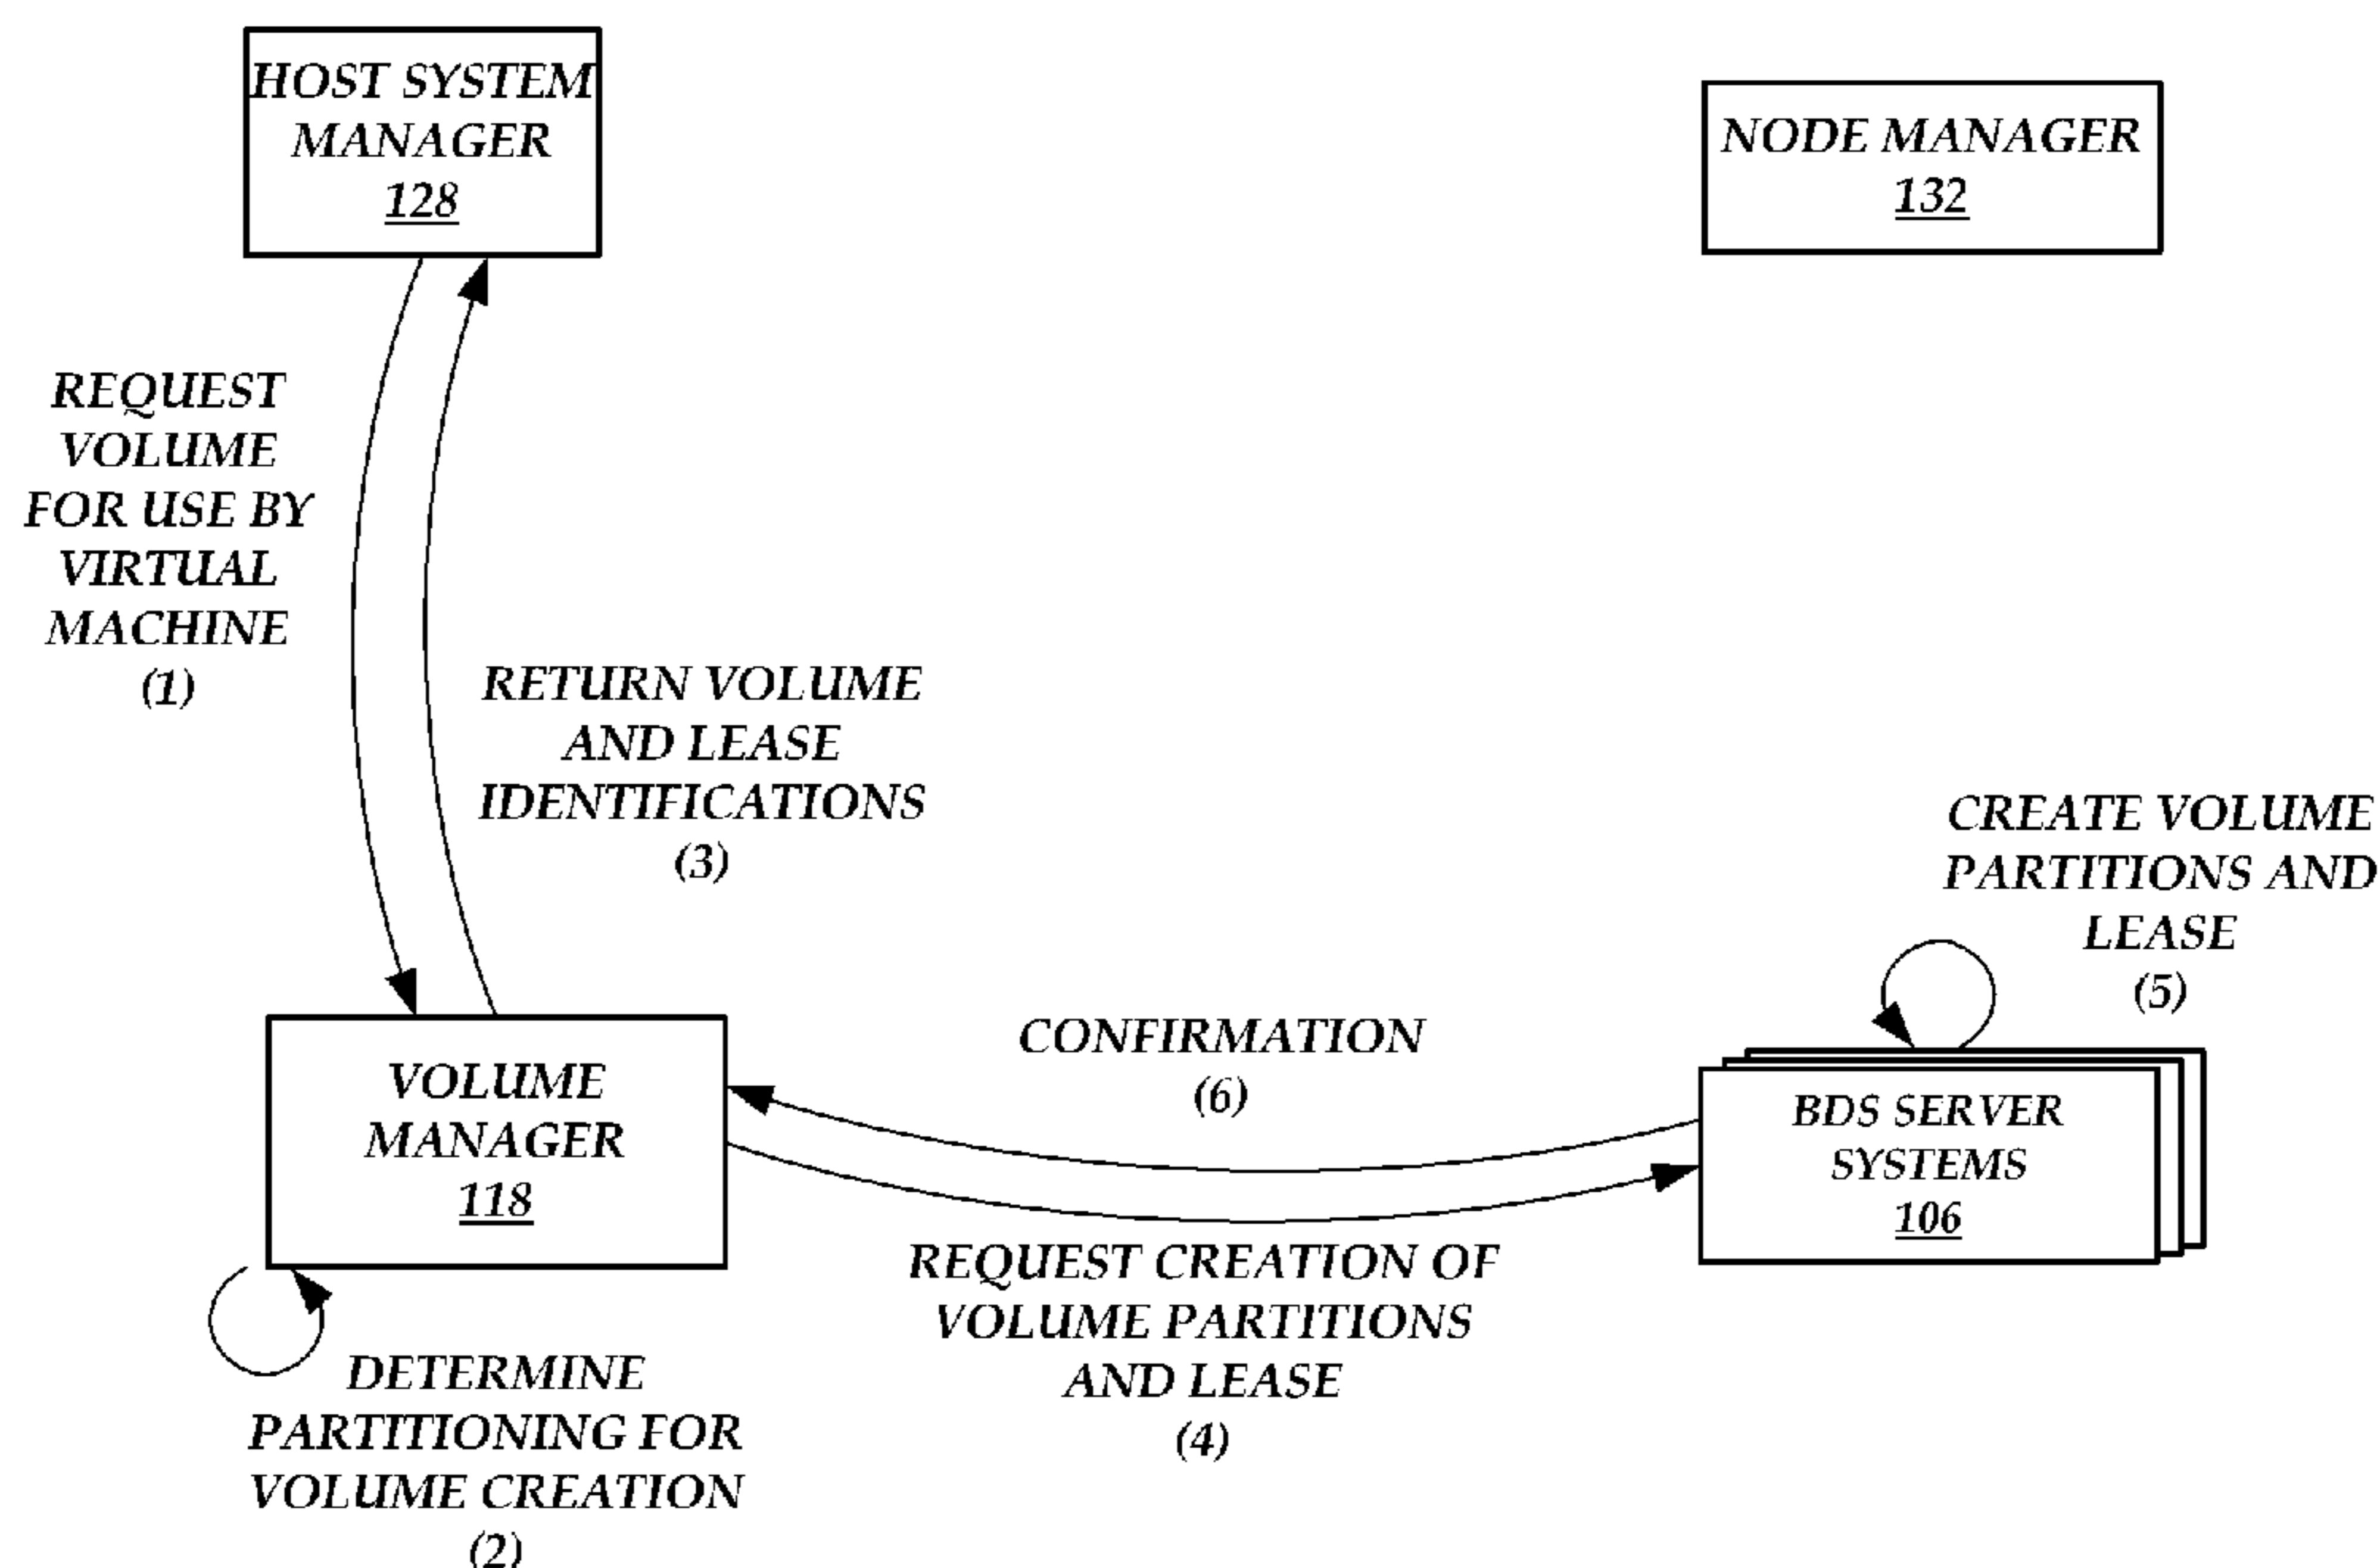 HOST SYSTEM
MANAGER
128
NODE MANAGER
132
REQUEST
VOLUME
FOR USE BY
VIRTUAL
MACHINE
(1)
RETURN VOLUME
AND LEASE
IDENTIFICATIONS
(3)
CREATE VOLUME
PARTITIONS AND
LEASE
(5)
VOLUME
MANAGER
118
CONFIRMATION
(6)
BDS SERVER
SYSTEMS
106
REQUEST CREATION OF
VOLUME PARTITIONS
AND LEASE
(4)
DETERMINE
PARTITIONING FOR
VOLUME CREATION
(2)